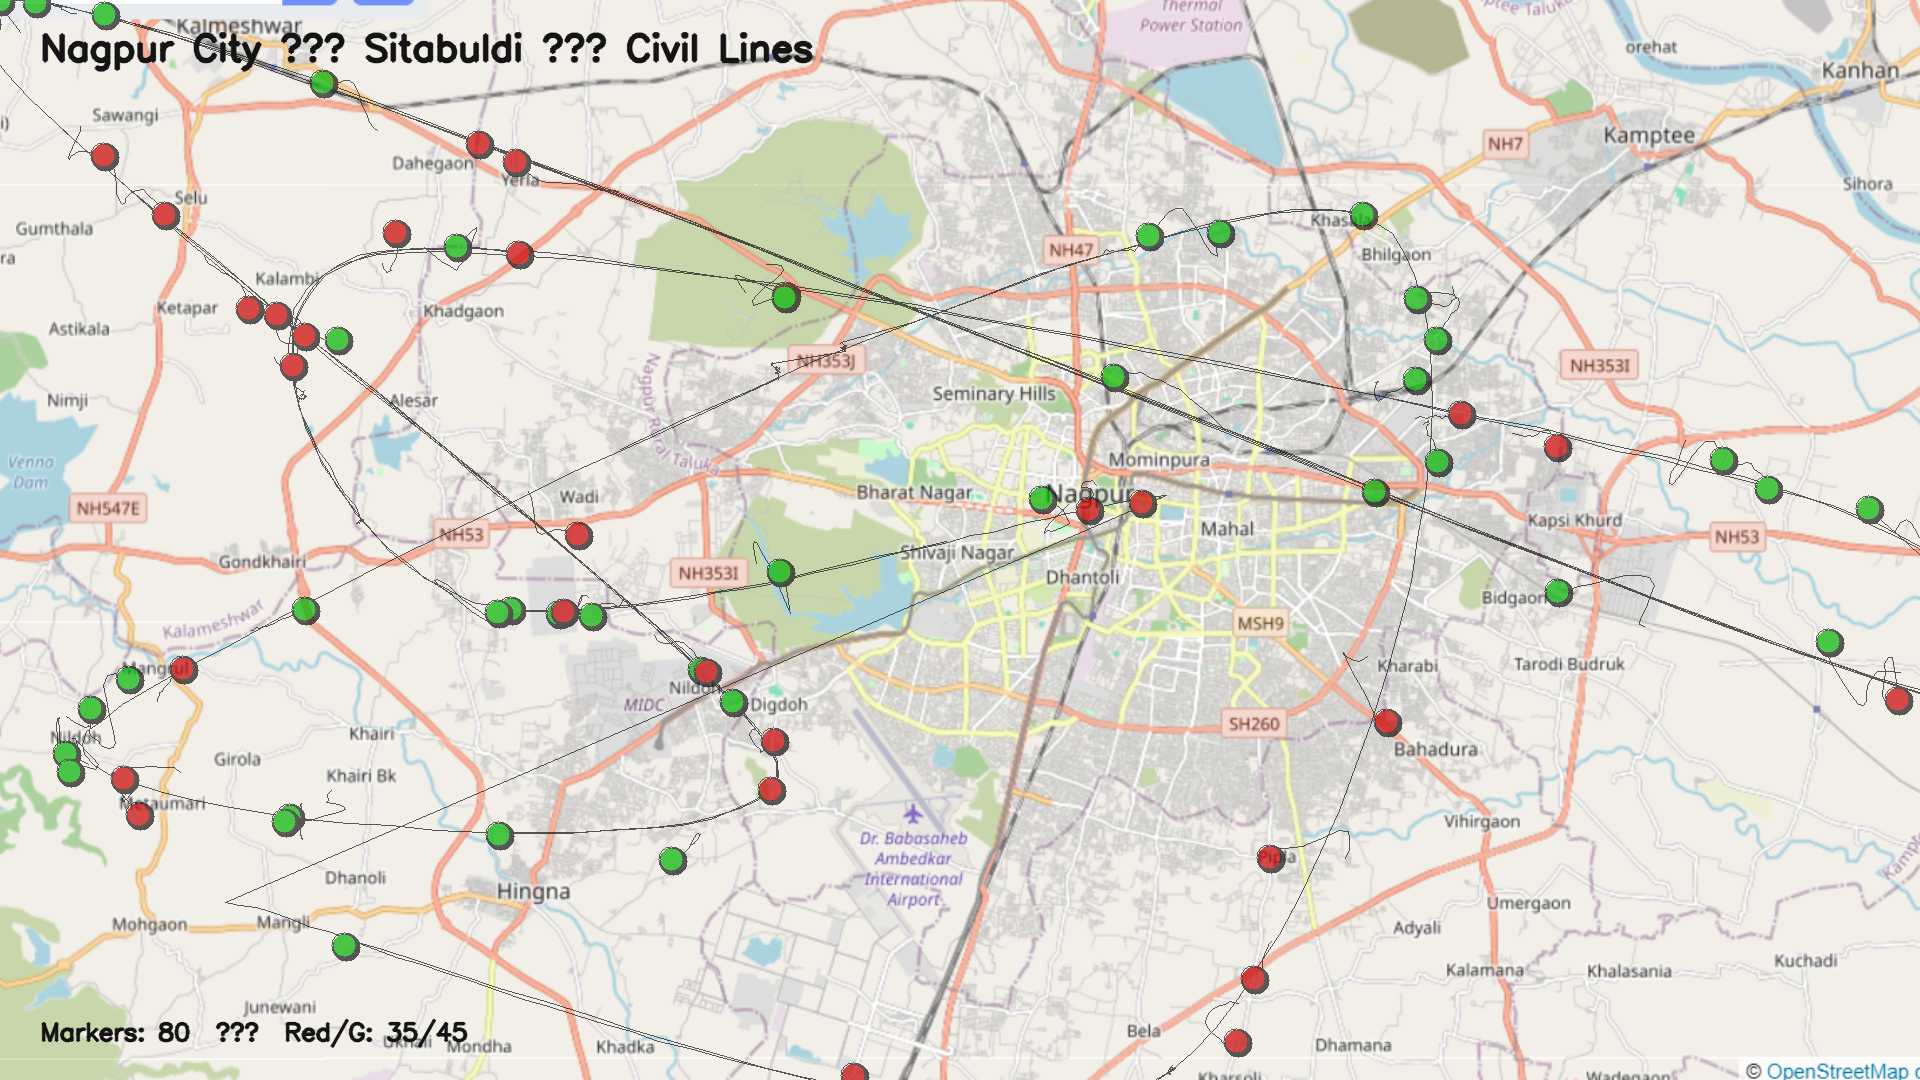 Thermal
Power Station
ptee Taluka
orehat
Kalmeshwar
Nagpur City ??? Sitabuldi ??? Civil Lines
Kanhan
Sawangi
NH7
Kamptee
Dahegaon
Yerla
Sihora
Selu
Gumthala
Khasala
NH47
Bhilgaon
Kalambi
Ketapar
Khadgaon
Astikala
NH353J
NH353I
Seminary Hills
Nimji
Alesar
Nagpur Rural Taluka
Mominpura
Venna
Dam
Wadi
Bharat Nagar
Nagpur
NH547E
Kapsi Khurd
Mahal
NH53
NH53
Gondkhairi
Shivaji Nagar
NH353I
Dhantoli
Bidgaon
Kalmeshwar
MSH9
Mangrul
Kharabi
Tarodi Budruk
Nildoh
MIDC
Digdoh
Nildoh
Khairi
SH260
Bahadura
Girola
Khairi Bk
Metaumari
Vihirgaon
Dr. Babasaheb
Ambedkar
International
Airport
Pipla
Dhanoli
Hingna
Umergaon
Mohgaon
Mangli
Adyali
Kuchadi
Kalamana
Khalasania
Junewani
Markers: 80 ??? Red/G: 35/45
Bela
Mondha
Khadka
Dhamana
Kharsoli
Wadegaon
© OpenStreetMap c